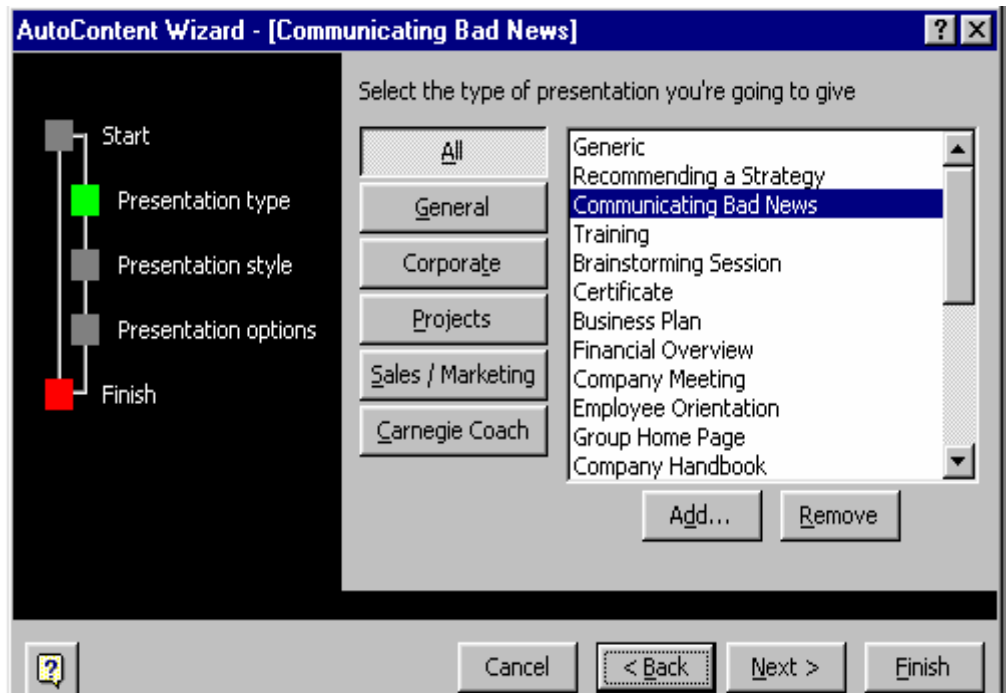 AutoContent Wizard - [Communicating Bad News]
Select the type of presentation you're going to give
Start
Presentation type
Presentation style
Presentation options
Finish
All
General
Corporate
Projects
Sales / Marketing
Carnegie Coach
Generic
Recommending a Strategy
Communicating Bad News
Training
Brainstorming Session
Certificate
Business Plan
Financial Overview
Company Meeting
Employee Orientation
Group Home Page
Company Handbook
Add... Remove
Cancel < Back Next > Finish